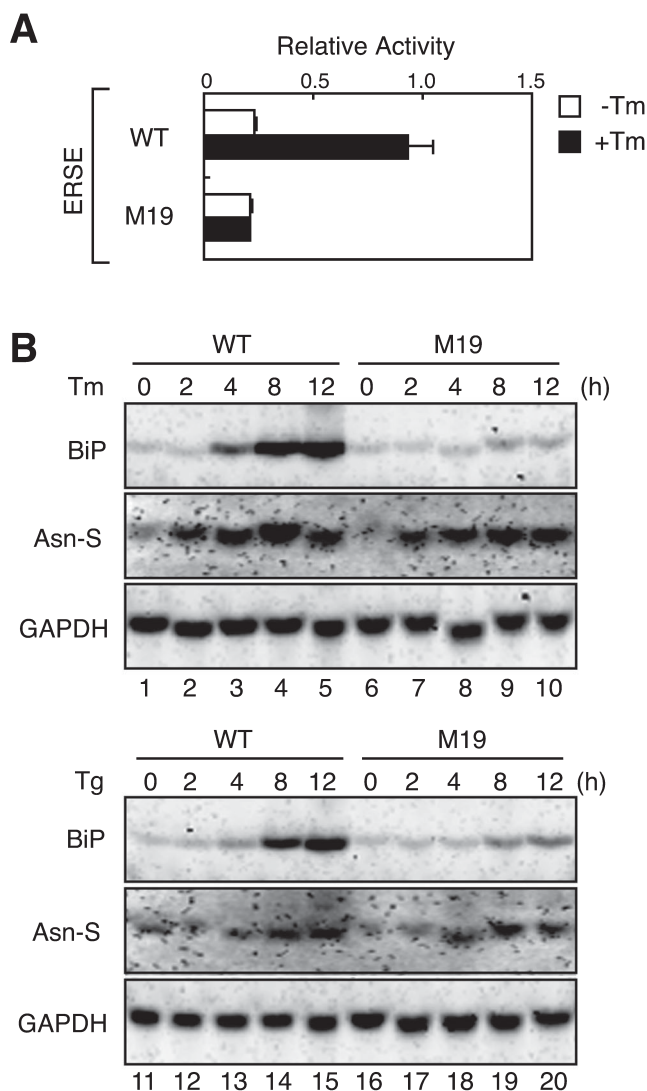 A
Relative Activity
0 0.5 1.0 1.5
-Tm
+Tm
ERSE
WT
M19
B
WT M19
Tm 0 2 4 8 12 0 2 4 8 12 (h)
BiP
Asn-S
GAPDH
1 2 3 4 5 6 7 8 9 10
WT M19
Tg 0 2 4 8 12 0 2 4 8 12 (h)
BiP
Asn-S
GAPDH
11 12 13 14 15 16 17 18 19 20